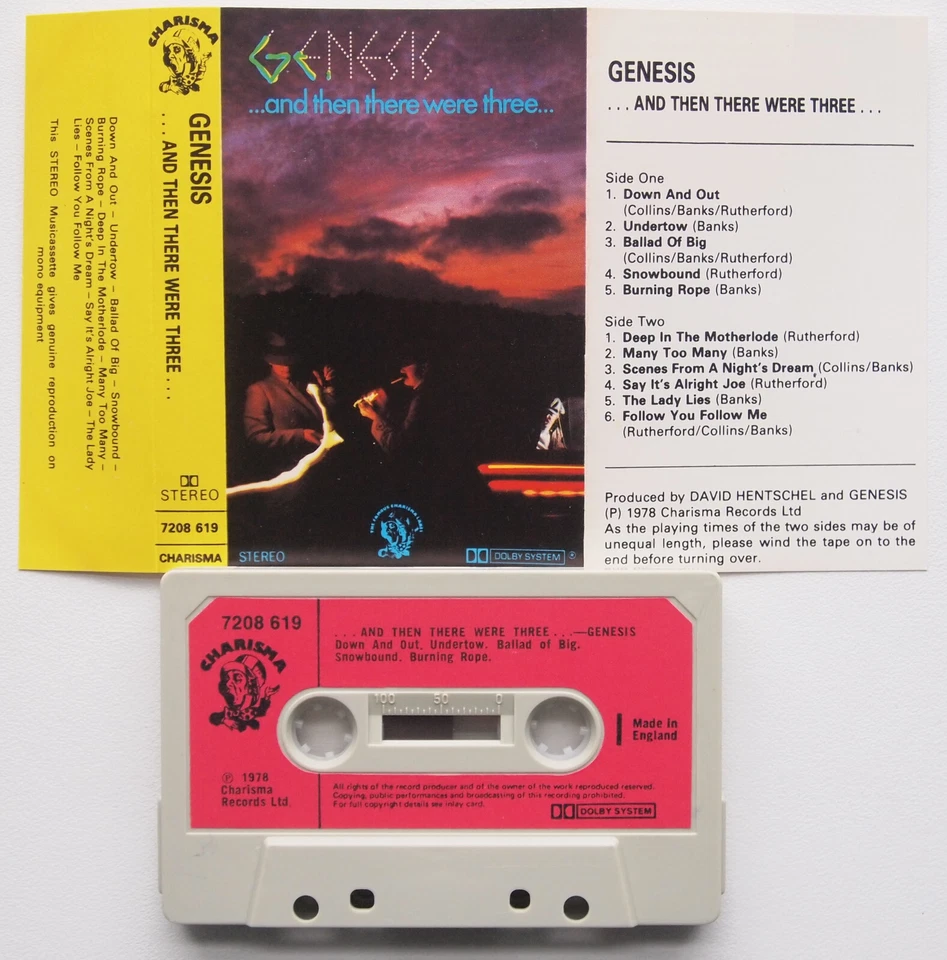 CHARISMA
GENESIS
. . . AND THEN THERE WERE THREE . . .
Down And Out – Undertow – Ballad Of Big – Snowbound –
Burning Rope – Deep In The Motherlode – Many Too Many –
Scenes From A Night's Dream – Say It's Alright Joe – The Lady
Lies – Follow You Follow Me
This STEREO Musicassette gives genuine reproduction on
mono equipment
STEREO
7208 619
CHARISMA
GENESIS
...and then there were three...
THE FAMOUS CHARISMA LABEL
STEREO
DOLBY SYSTEM ®
GENESIS
. . . AND THEN THERE WERE THREE . . .
Side One
1. Down And Out
(Collins/Banks/Rutherford)
2. Undertow (Banks)
3. Ballad Of Big
(Collins/Banks/Rutherford)
4. Snowbound (Rutherford)
5. Burning Rope (Banks)
Side Two
1. Deep In The Motherlode (Rutherford)
2. Many Too Many (Banks)
3. Scenes From A Night's Dream (Collins/Banks)
4. Say It's Alright Joe (Rutherford)
5. The Lady Lies (Banks)
6. Follow You Follow Me
(Rutherford/Collins/Banks)
Produced by DAVID HENTSCHEL and GENESIS
(P) 1978 Charisma Records Ltd
As the playing times of the two sides may be of
unequal length, please wind the tape on to the
end before turning over.
7208 619
CHARISMA
. . . AND THEN THERE WERE THREE . . .—GENESIS
Down And Out. Undertow. Ballad of Big.
Snowbound. Burning Rope.
100 50 0
Made in
England
℗ 1978
Charisma
Records Ltd.
All rights of the record producer and of the owner of the work reproduced reserved.
Copying, public performances and broadcasting of this recording prohibited.
For full copyright details see inlay card.
DOLBY SYSTEM